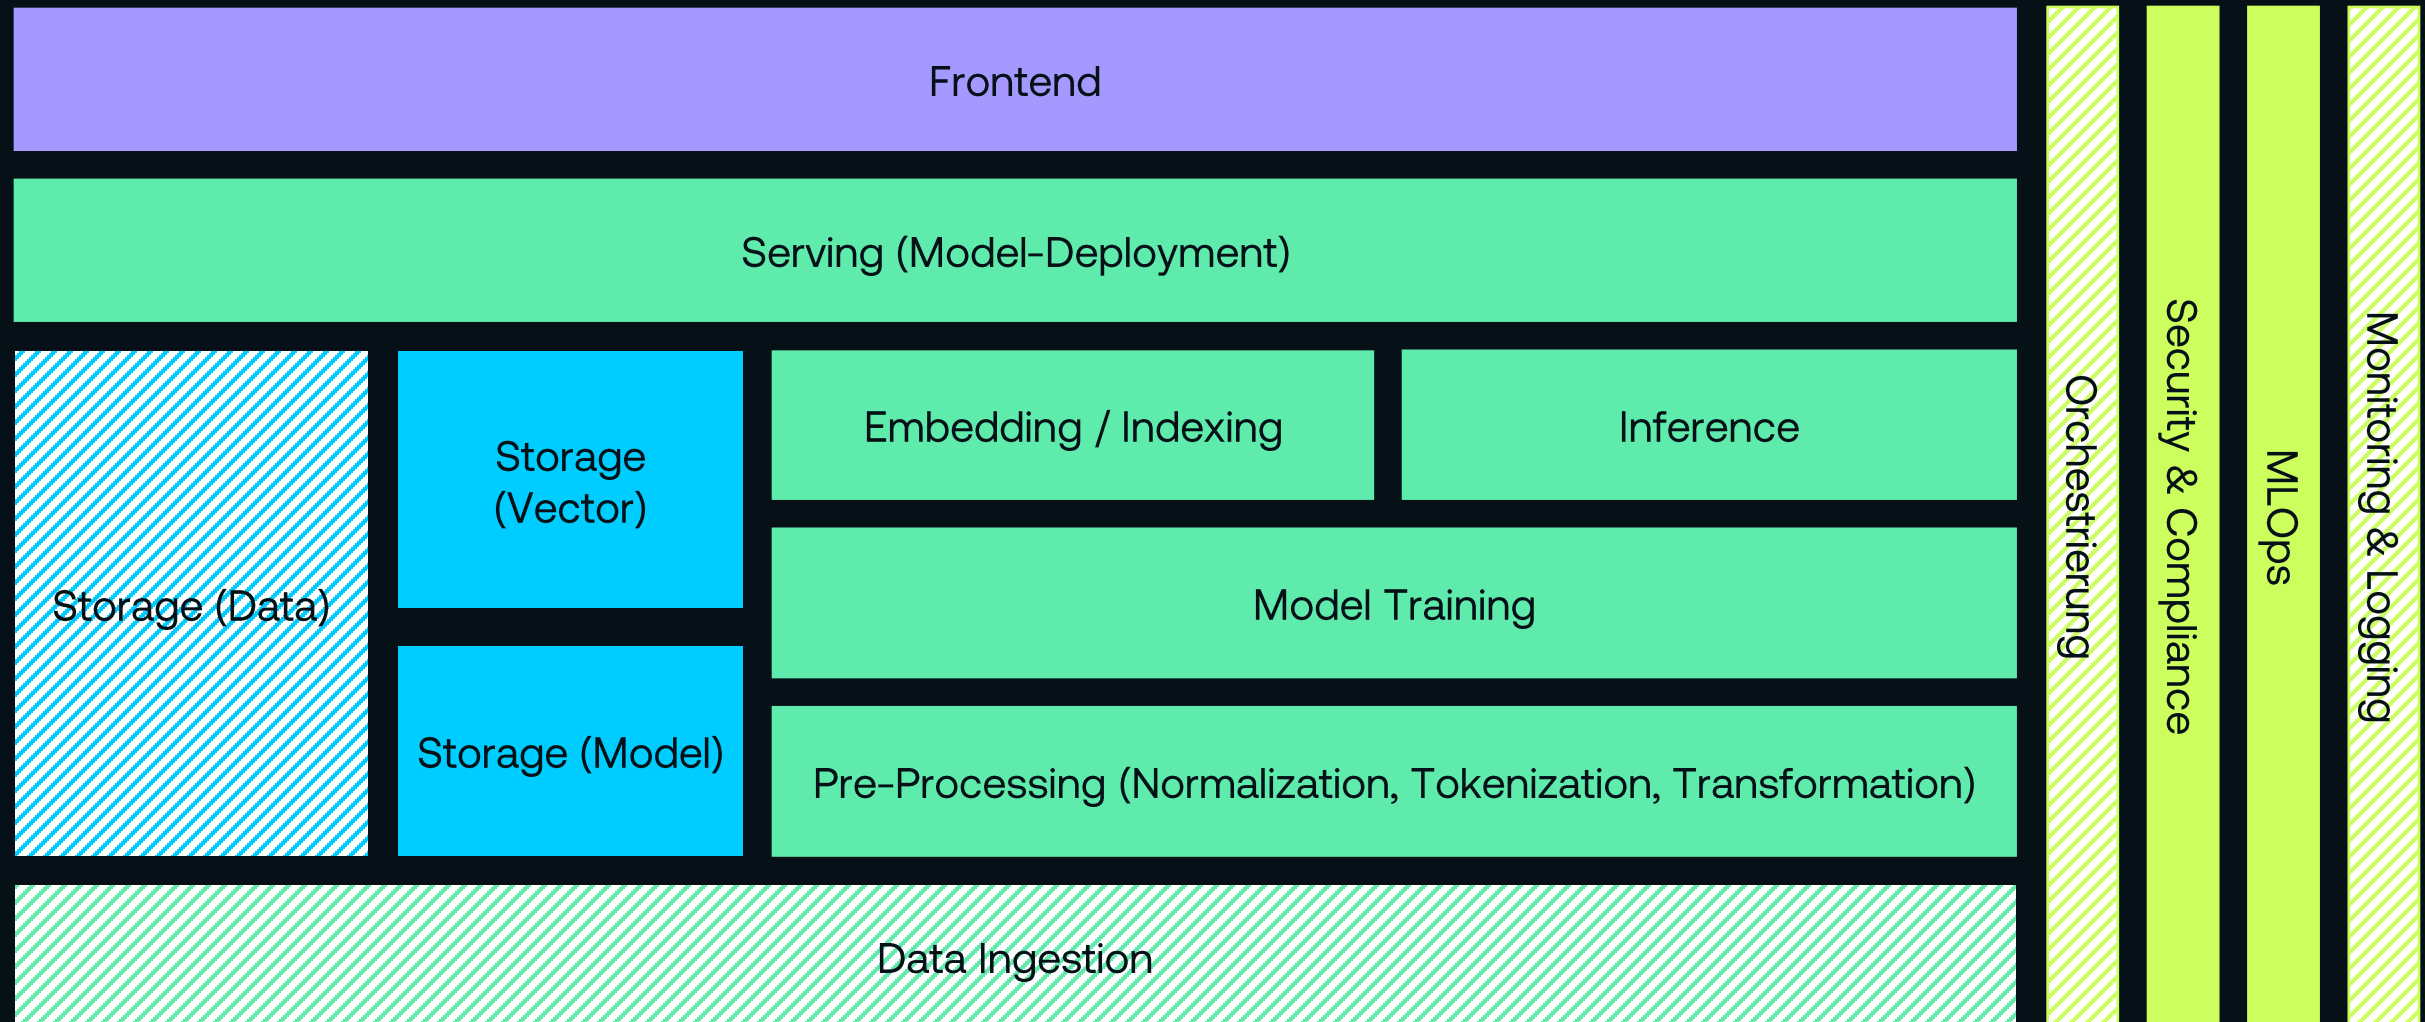 Frontend
Serving (Model-Deployment)
Storage (Data)
Storage
(Vector)
Storage (Model)
Embedding / Indexing
Inference
Model Training
Pre-Processing (Normalization, Tokenization, Transformation)
Data Ingestion
Orchestrierung
Security & Compliance
MLOps
Monitoring & Logging